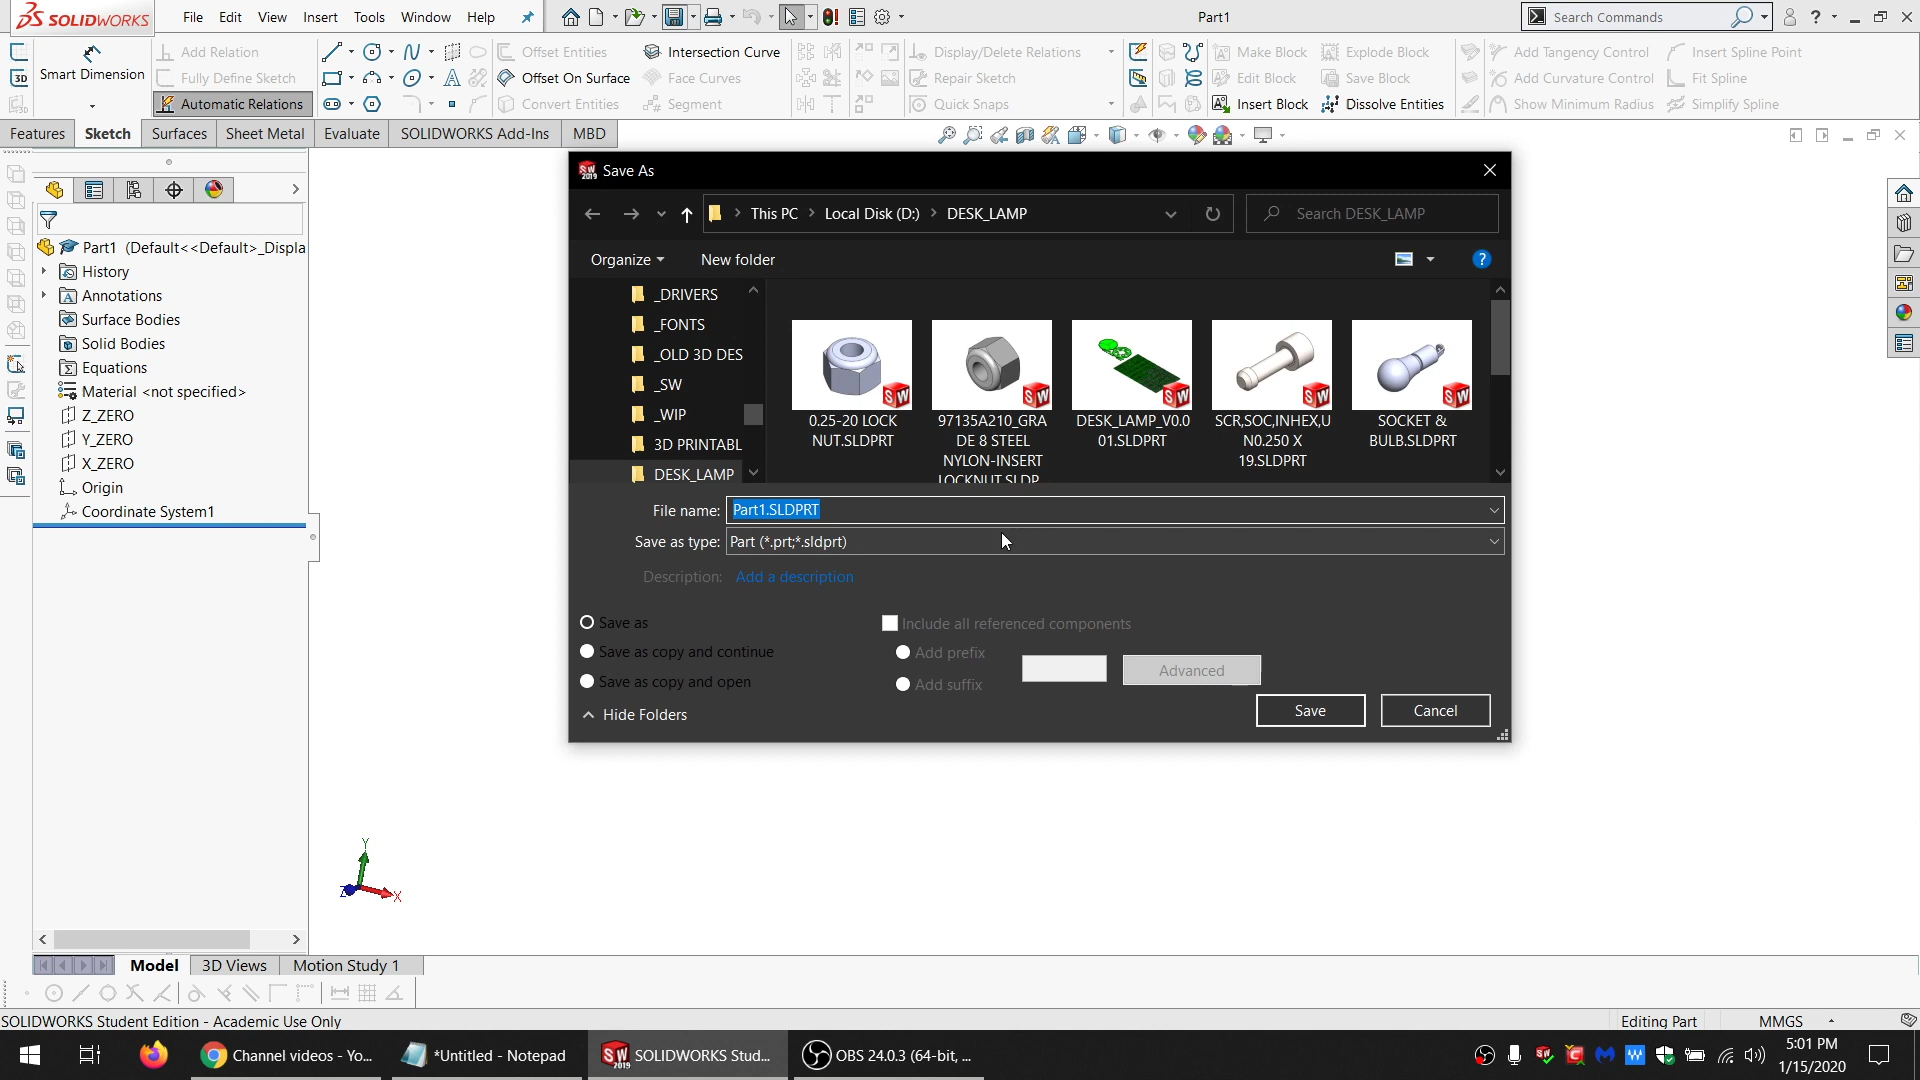 SOLIDWORKS File Edit View Insert Tools Window Help Part1 Search Commands
Smart Dimension
Add Relation
Fully Define Sketch
Automatic Relations
Offset Entities
Offset On Surface
Convert Entities
Intersection Curve
Face Curves
Segment
Display/Delete Relations
Repair Sketch
Quick Snaps
Make Block
Edit Block
Insert Block
Explode Block
Save Block
Dissolve Entities
Add Tangency Control
Add Curvature Control
Show Minimum Radius
Insert Spline Point
Fit Spline
Simplify Spline
Features Sketch Surfaces Sheet Metal Evaluate SOLIDWORKS Add-Ins MBD
Part1 (Default<<Default>_Displa
History
Annotations
Surface Bodies
Solid Bodies
Equations
Material <not specified>
Z_ZERO
Y_ZERO
X_ZERO
Origin
Coordinate System1
Save As
This PC > Local Disk (D:) > DESK_LAMP
Search DESK_LAMP
Organize New folder
_DRIVERS
_FONTS
_OLD 3D DES
_SW
_WIP
3D PRINTABL
DESK_LAMP
0.25-20 LOCK
NUT.SLDPRT
97135A210_GRA
DE 8 STEEL
NYLON-INSERT
LOCKNUT.SLDP
DESK_LAMP_V0.0
01.SLDPRT
SCR,SOC,INHEX,U
N0.250 X
19.SLDPRT
SOCKET &
BULB.SLDPRT
File name: Part1.SLDPRT
Save as type: Part (*.prt;*.sldprt)
Description: Add a description
Save as
Save as copy and continue
Save as copy and open
Include all referenced components
Add prefix
Add suffix
Advanced
Hide Folders
Save Cancel
Y
Z X
Model 3D Views Motion Study 1
SOLIDWORKS Student Edition - Academic Use Only Editing Part MMGS
Channel videos - Yo... *Untitled - Notepad SOLIDWORKS Stud... OBS 24.0.3 (64-bit, ...
5:01 PM
1/15/2020